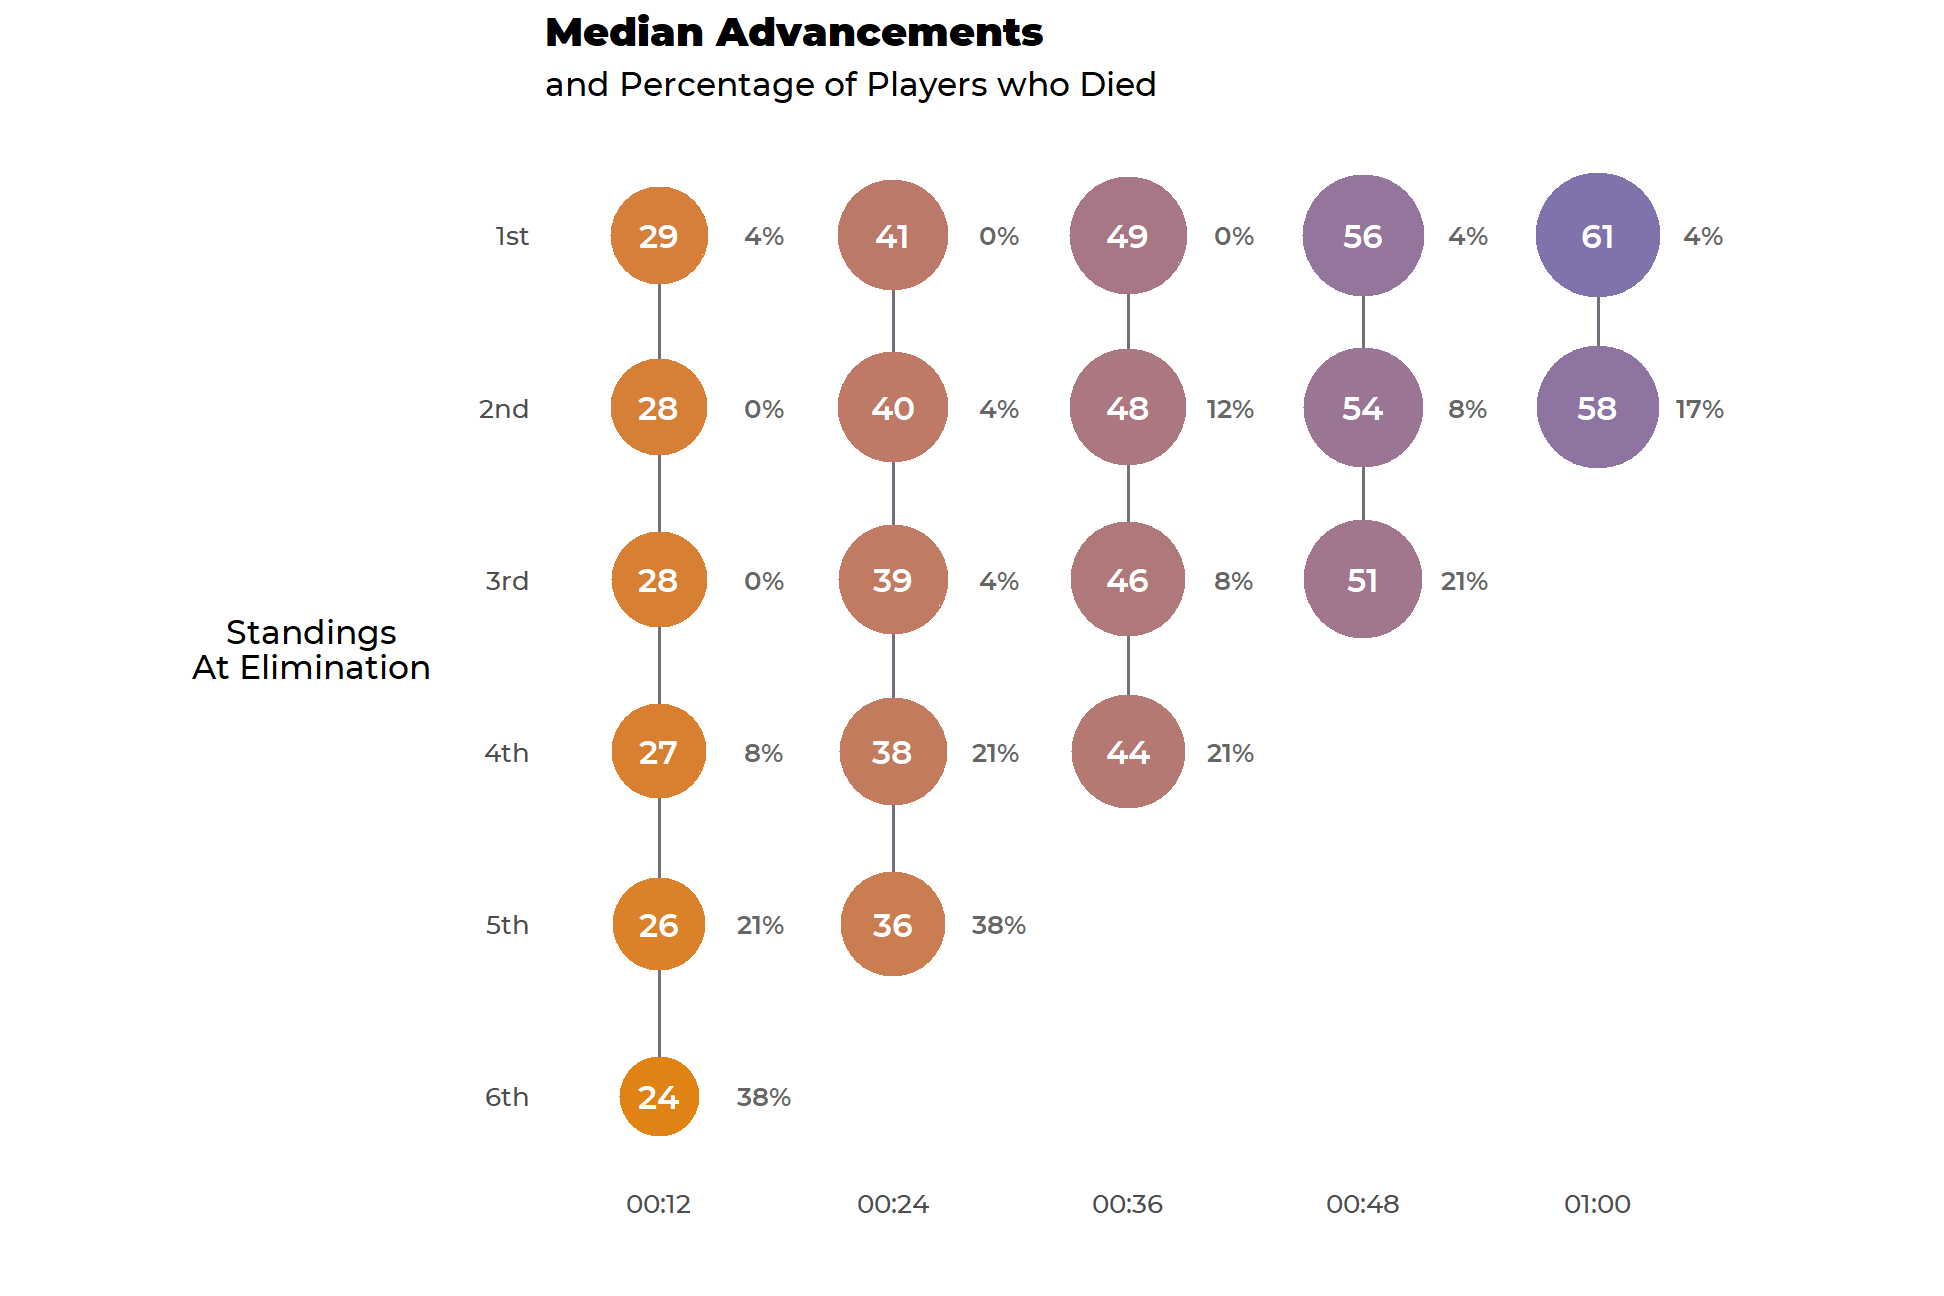 Median Advancements
and Percentage of Players who Died
1st 29 4% 41 0% 49 0% 56 4% 61 4%
2nd 28 0% 40 4% 48 12% 54 8% 58 17%
3rd 28 0% 39 4% 46 8% 51 21%
Standings
At Elimination
4th 27 8% 38 21% 44 21%
5th 26 21% 36 38%
6th 24 38%
00:12 00:24 00:36 00:48 01:00